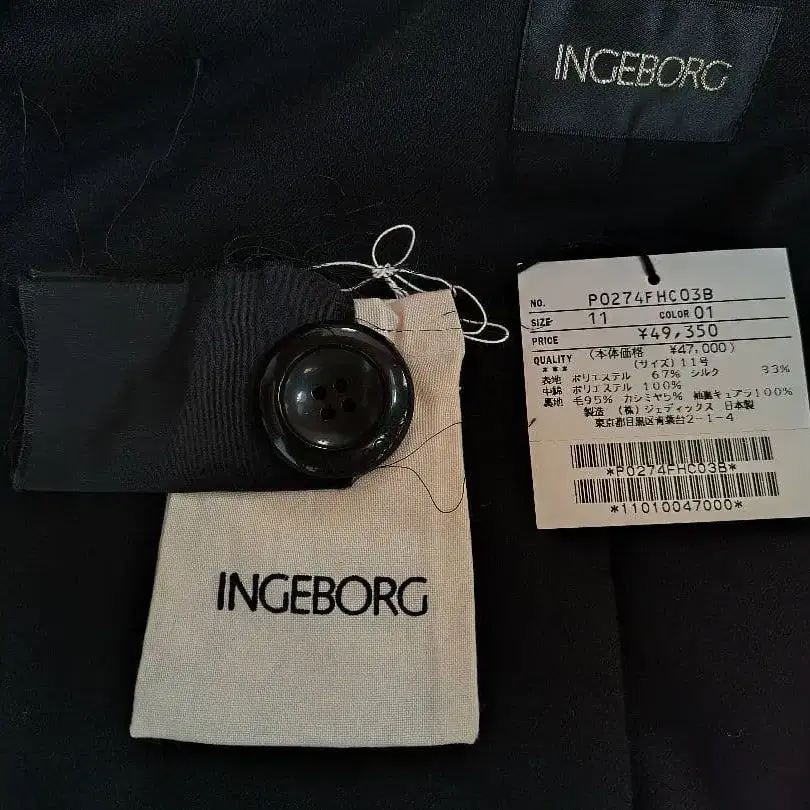 INGEBORG
INGEBORG
NO. P0274FHC03B
SIZE 11 COLOR 01
PRICE ¥49,350
(本体価格 ¥47,000)
QUALITY (サイズ)11号
表地 ポリエステル 67% シルク 33%
中綿 ポリエステル 100%
裏地 毛95% カシミヤ5% 袖裏キュプラ100%
製造 (株)ジェディックス 日本製
東京都目黒区青葉台2-1-4
*P0274FHC03B*
*11010047000*